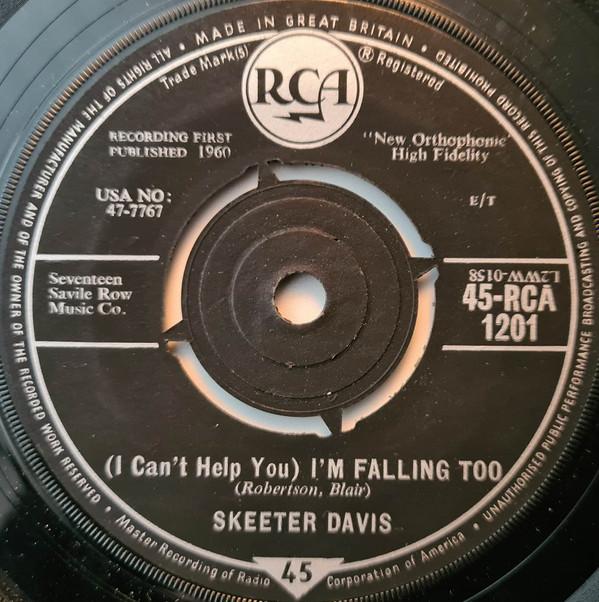 MADE IN GREAT BRITAIN •
ALL RIGHTS OF THE MANUFACTURER AND OF THE OWNER OF THE RECORDED WORK RESERVED •
UNAUTHORISED PUBLIC PERFORMANCE BROADCASTING AND COPYING OF THIS RECORD PROHIBITED •
Trade Mark(s)
RCA
® Registered
RECORDING FIRST
PUBLISHED 1960
"New Orthophonic"
High Fidelity
USA NO:
47-7767
E/T
Seventeen
Savile Row
Music Co.
L2WW-0158
45-RCA
1201
(I Can't Help You) I'M FALLING TOO
(Robertson, Blair)
SKEETER DAVIS
Master Recording of Radio
45
Corporation of America